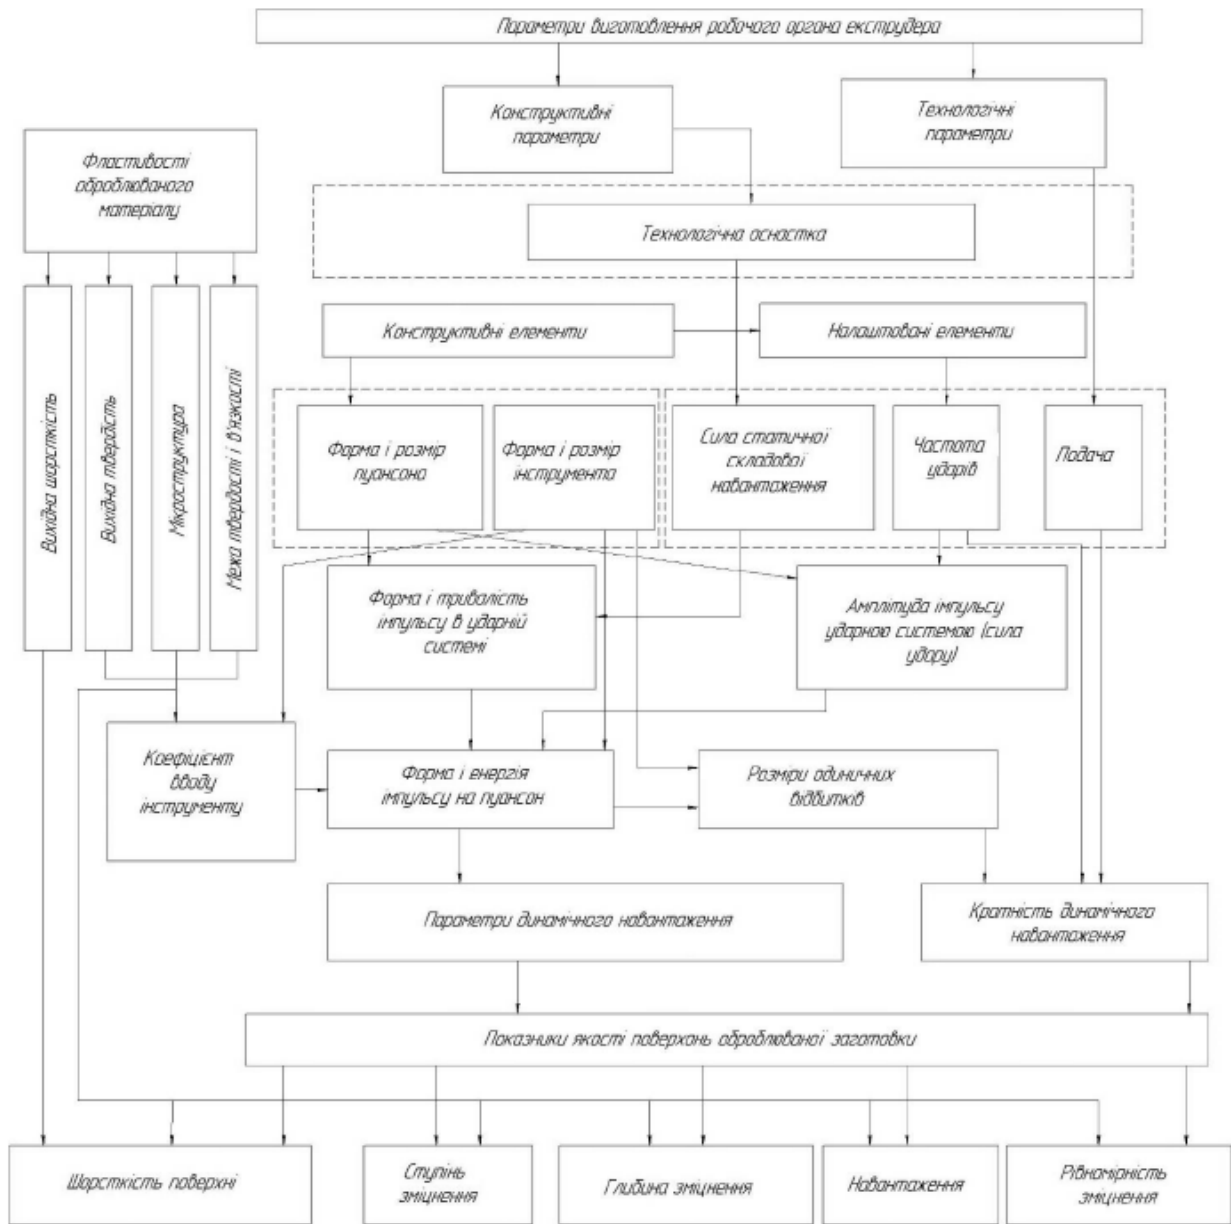 Параметри виготовлення робочого органа екструдера
Конструктивні
параметри
Технологічні
параметри
Фластивості
оброблюваного
матеріалу
Технологічна оснастка
Конструктивні елементи
Налаштовані елементи
Вихідна шорсткість
Вихідна твердість
Мікроструктура
Межа твердості і в'язкості
Форма і розмір
пуансона
Форма і розмір
інструмента
Сила статичної
складової
навантаження
Частота
ударів
Подача
Форма і тривалість
імпульсу в ударній
системі
Амплітуда імпульсу
ударною системою (сила
удару)
Коефіцієнт
вводу
інструменту
Форма і енергія
імпульсу на пуансон
Розміри одиничних
відбитків
Параметри динамічного навантаження
Кратність динамічного
навантаження
Показники якості поверхонь оброблюваної заготовки
Шорсткість поверхні
Ступінь
зміцнення
Глибина зміцнення
Навантаження
Рівномірність
зміцнення